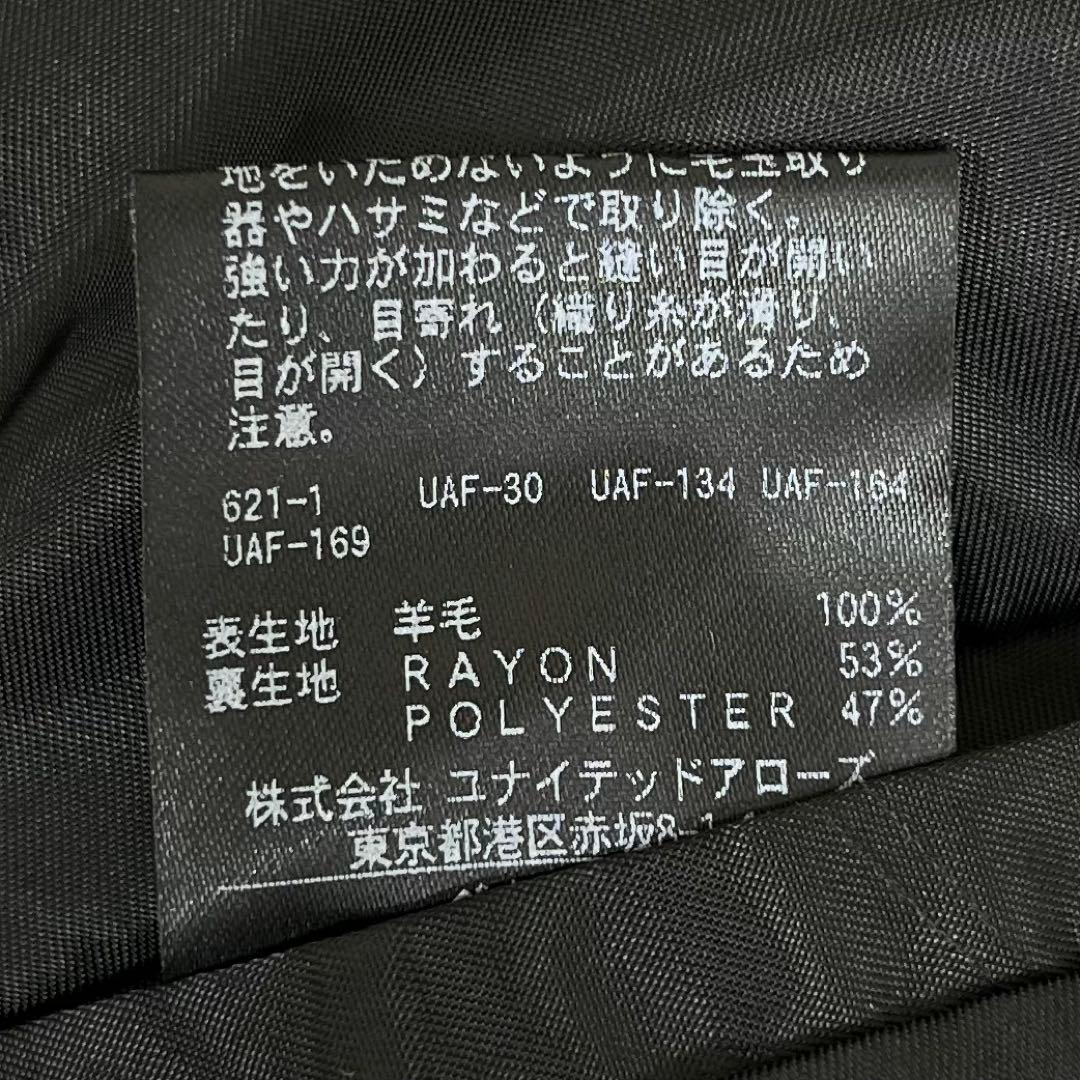 地をいためないように毛玉取り
器やハサミなどで取り除く。
強い力が加わると縫い目が開い
たり、目寄れ（織り糸が滑り、
目が開く）することがあるため
注意。
621-1 UAF-30 UAF-134 UAF-164
UAF-169
表生地 羊毛 100%
裏生地 RAYON 53%
POLYESTER 47%
株式会社 ユナイテッドアローズ
東京都港区赤坂8-1